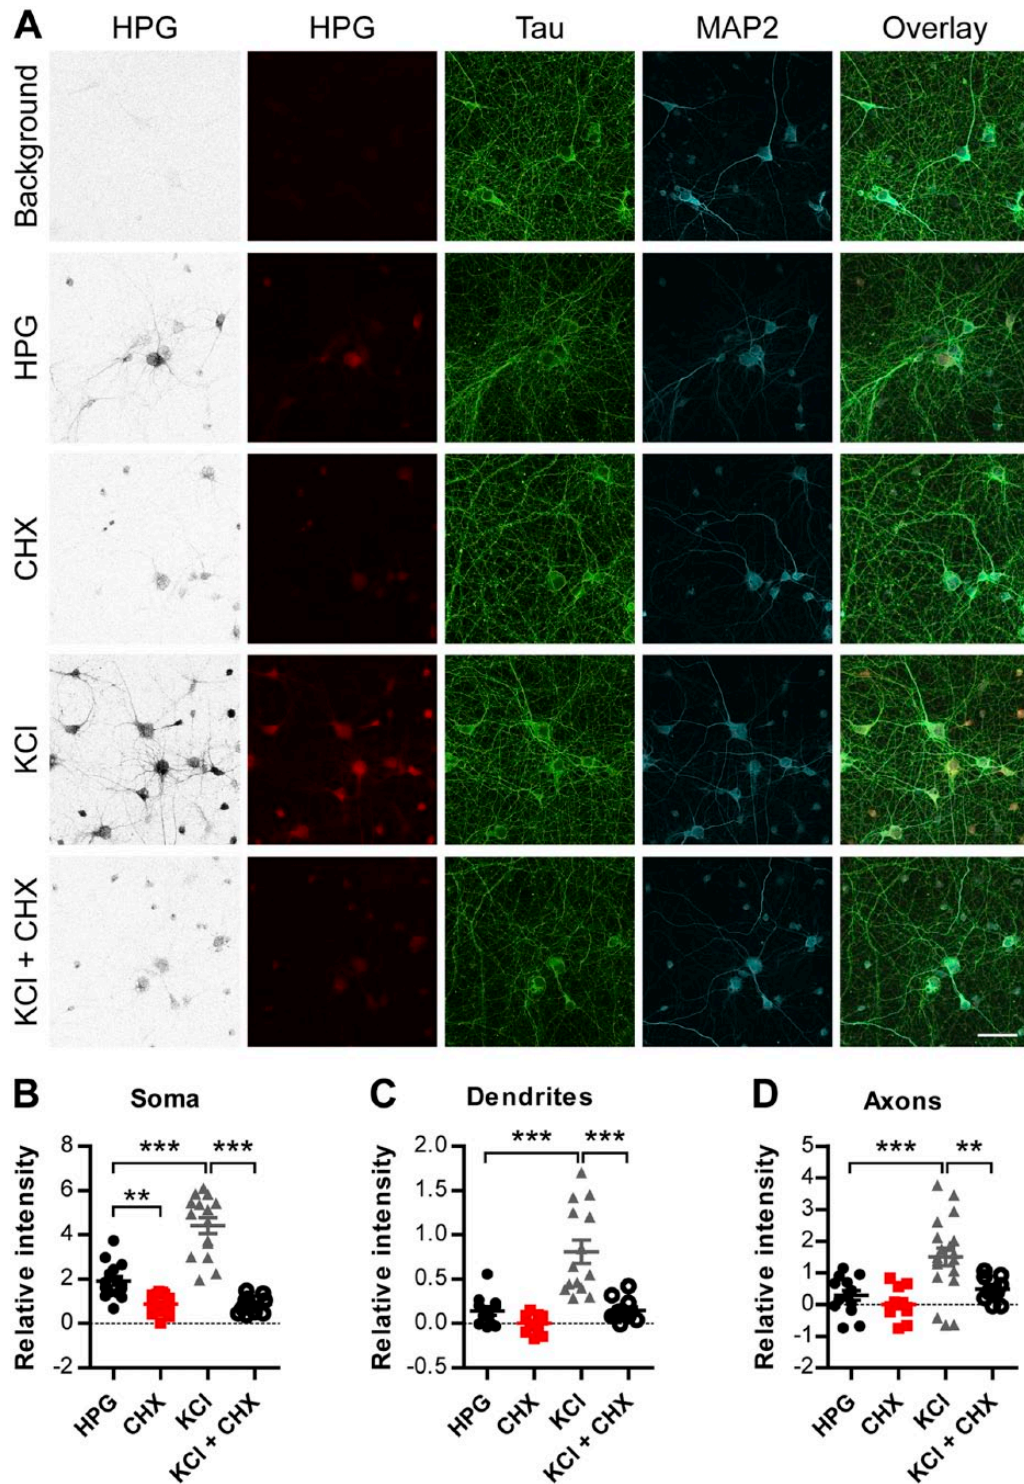 A HPG HPG Tau MAP2 Overlay
Background
HPG
CHX
KCl
KCl + CHX
B Soma
Relative intensity
8
6
4
2
0
-2
*** ***
**
HPG CHX KCl KCl + CHX
C Dendrites
Relative intensity
2.0
1.5
1.0
0.5
0.0
-0.5
*** ***
HPG CHX KCl KCl + CHX
D Axons
Relative intensity
5
4
3
2
1
0
-1
-2
*** **
HPG CHX KCl KCl + CHX